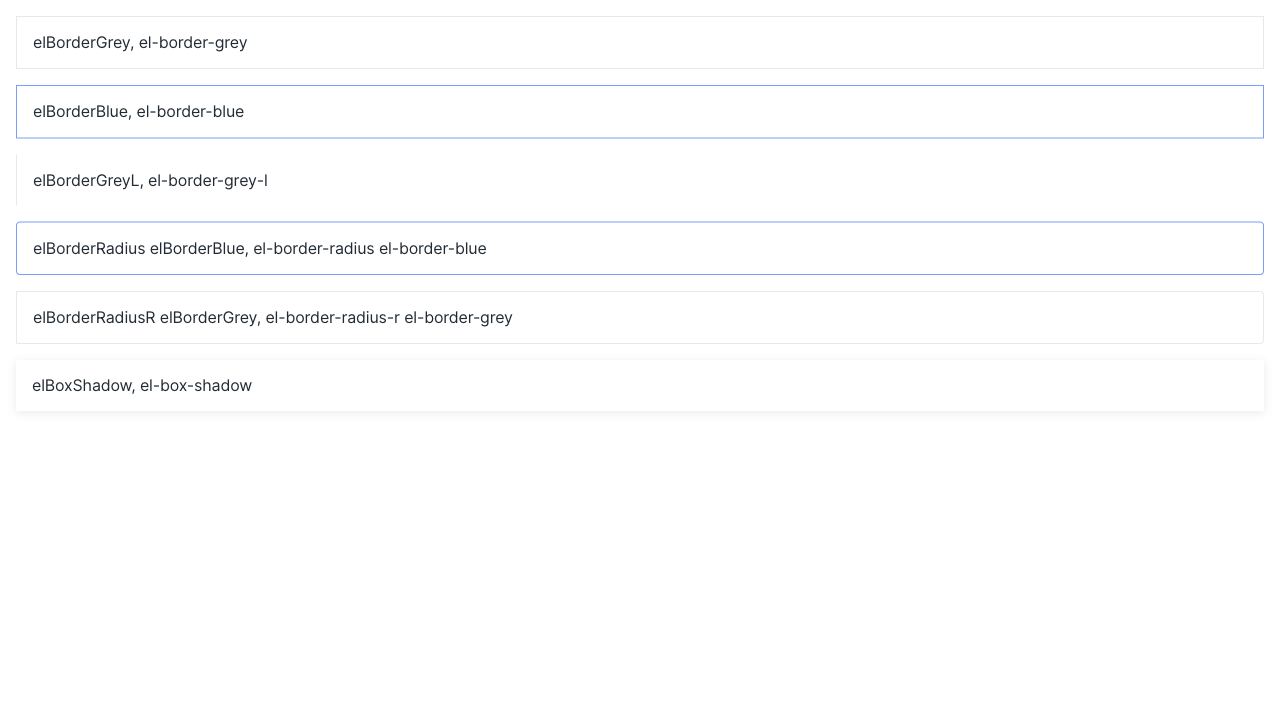 elBorderGrey, el-border-grey
elBorderBlue, el-border-blue
elBorderGreyL, el-border-grey-l
elBorderRadius elBorderBlue, el-border-radius el-border-blue
elBorderRadiusR elBorderGrey, el-border-radius-r el-border-grey
elBoxShadow, el-box-shadow